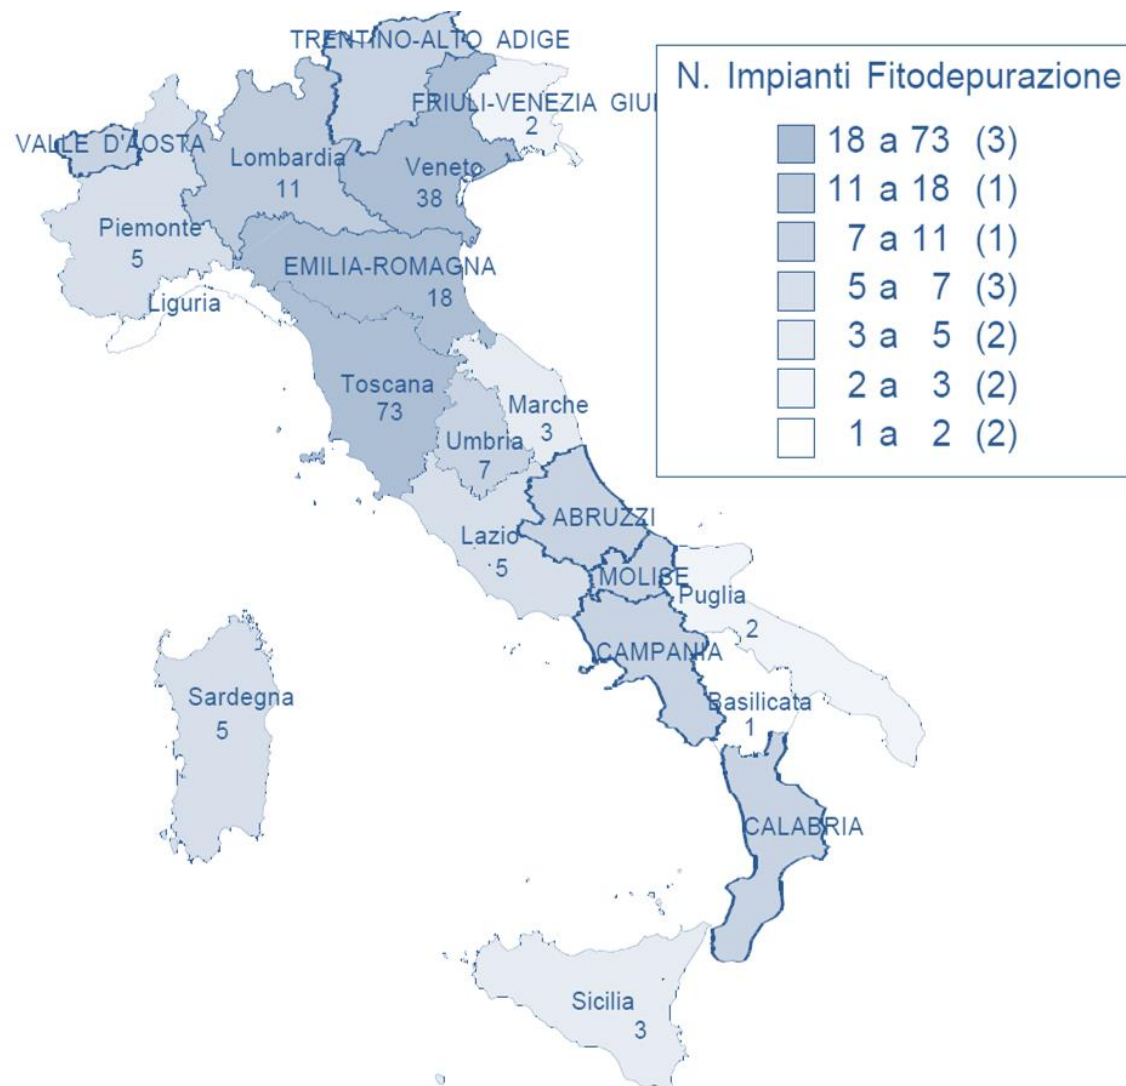 TRENTINO-ALTO ADIGE
N. Impianti Fitodepurazione
18 a 73 (3)
11 a 18 (1)
7 a 11 (1)
5 a 7 (3)
3 a 5 (2)
2 a 3 (2)
1 a 2 (2)
FRIULI-VENEZIA GIU
2
VALLE D'AOSTA
Lombardia
11
Veneto
38
Piemonte
5
EMILIA-ROMAGNA
18
Liguria
Toscana
73
Marche
3
Umbria
7
ABRUZZI
Lazio
5
MOLISE
Puglia
2
CAMPANIA
Sardegna
5
Basilicata
1
CALABRIA
Sicilia
3